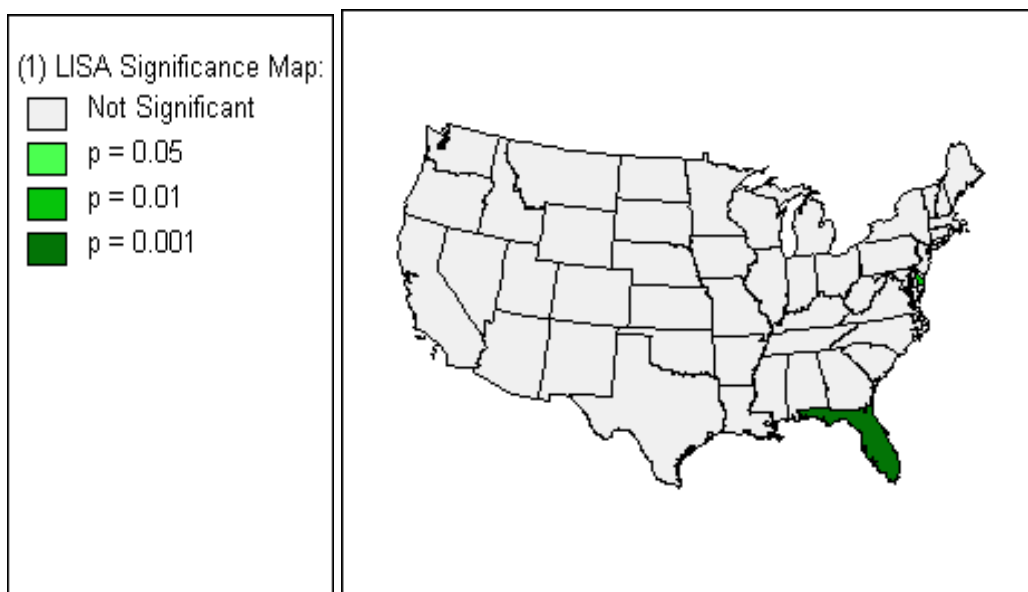 (1) LISA Significance Map:
Not Significant
p = 0.05
p = 0.01
p = 0.001